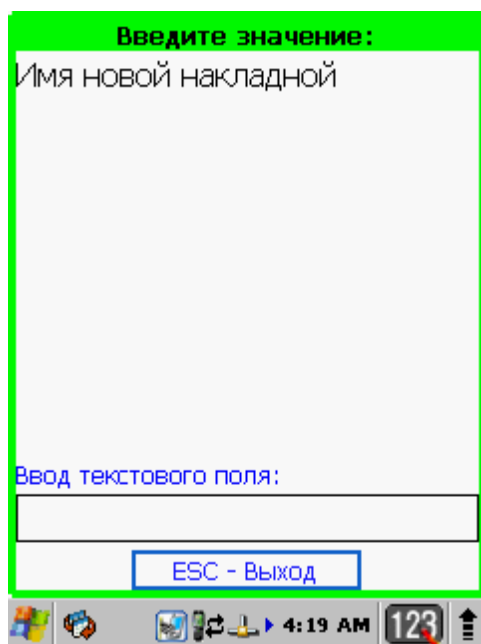 Введите значение:
Имя новой накладной
Ввод текстового поля:
ESC - Выход
4:19 AM
123